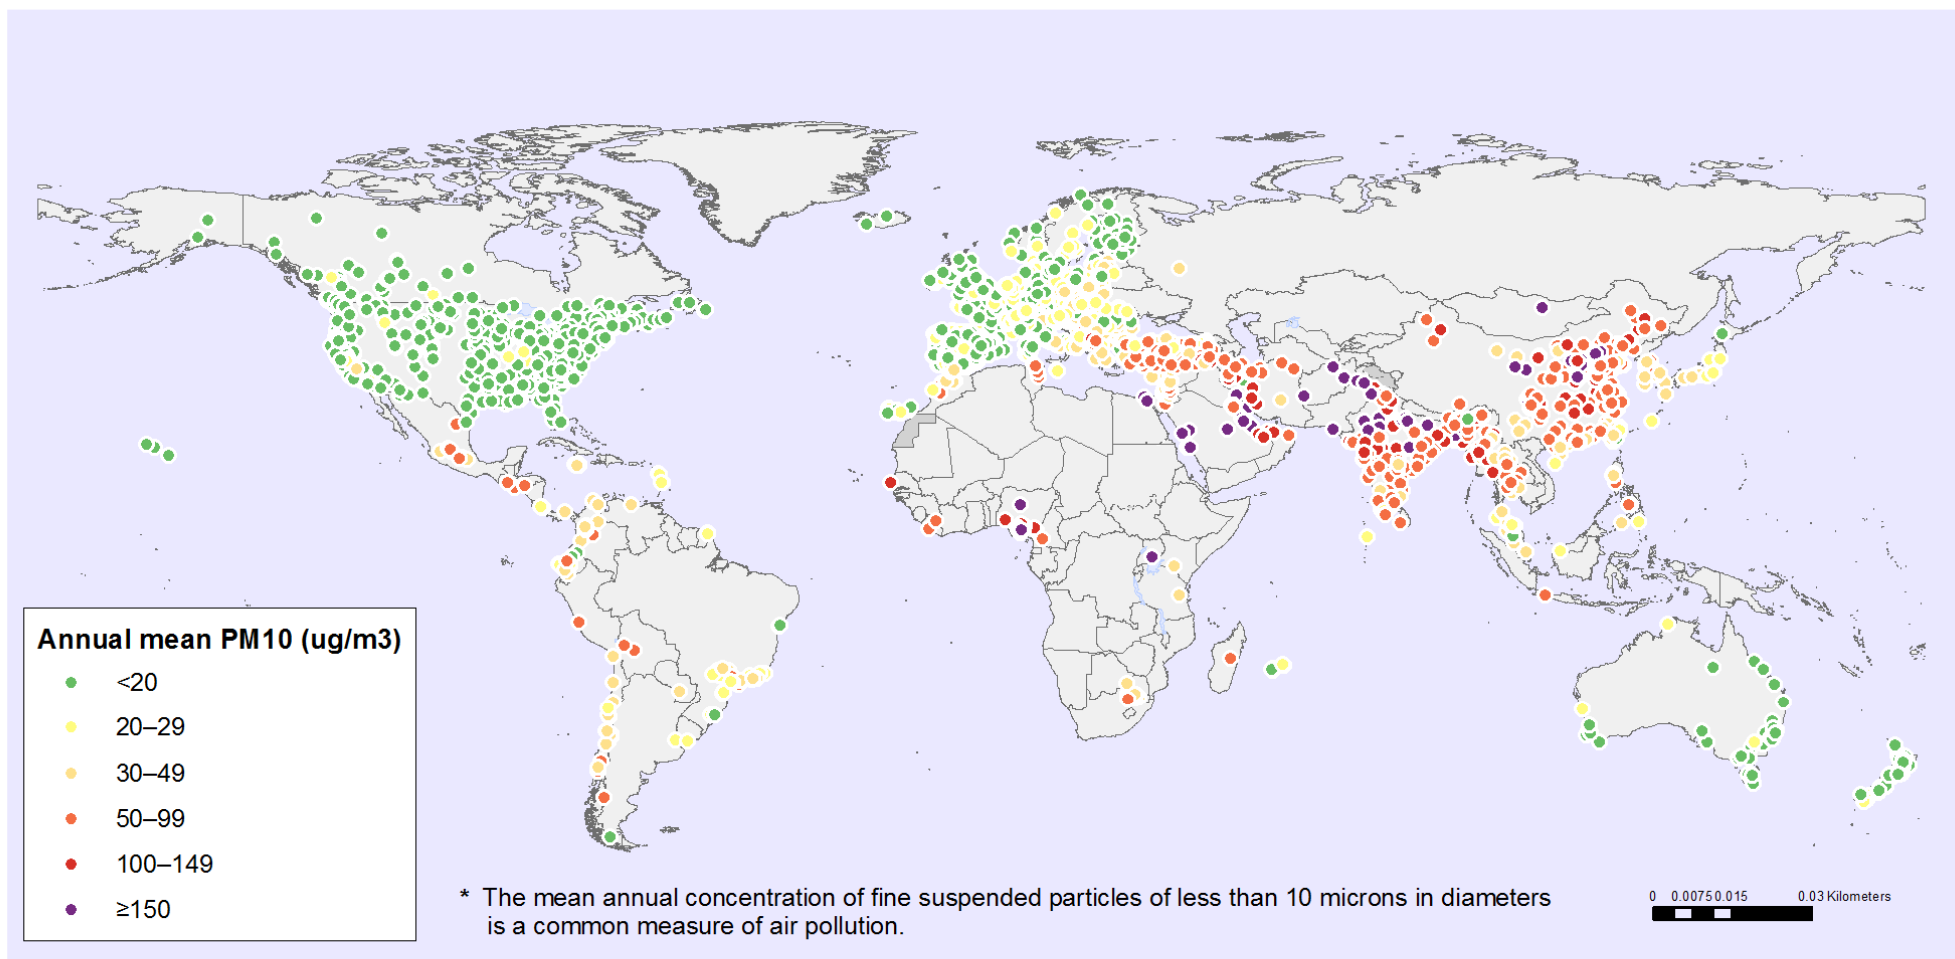 Annual mean PM10 (ug/m3)
<20
20–29
30–49
50–99
100–149
≥150
* The mean annual concentration of fine suspended particles of less than 10 microns in diameters
is a common measure of air pollution.
0 0.0075 0.015 0.03 Kilometers